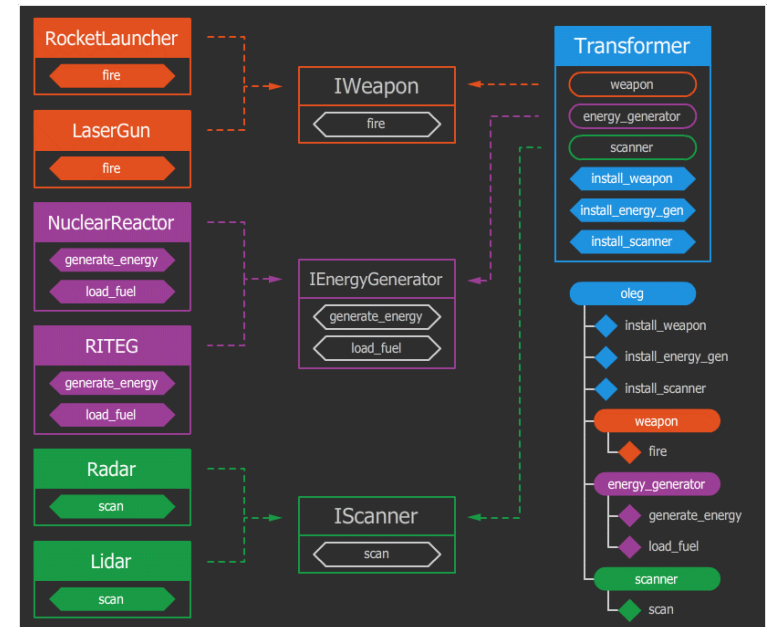 RocketLauncher
fire
LaserGun
fire
NuclearReactor
generate_energy
load_fuel
RITEG
generate_energy
load_fuel
Radar
scan
Lidar
scan
IWeapon
fire
IEnergyGenerator
generate_energy
load_fuel
IScanner
scan
Transformer
weapon
energy_generator
scanner
install_weapon
install_energy_gen
install_scanner
oleg
install_weapon
install_energy_gen
install_scanner
weapon
fire
energy_generator
generate_energy
load_fuel
scanner
scan